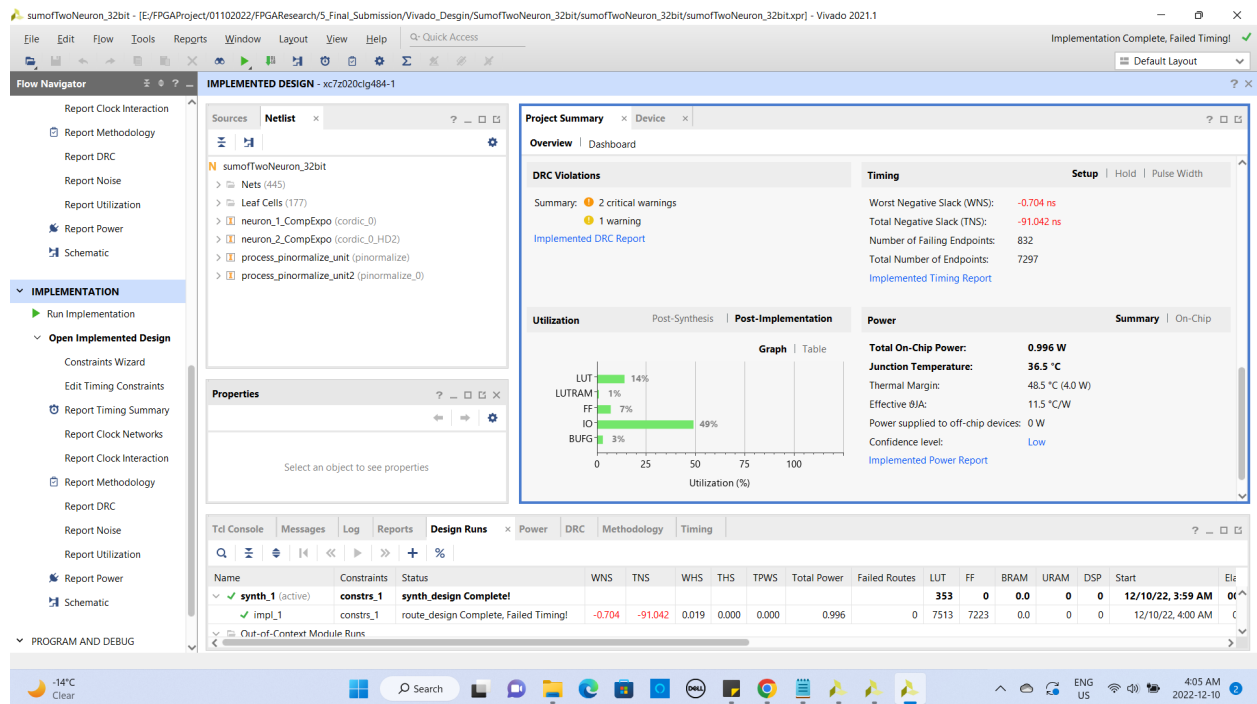 sumofTwoNeuron_32bit - [E:/FPGAProject/01102022/FPGAResearch/5_Final_Submission/Vivado_Desgin/SumofTwoNeuron_32bit/sumofTwoNeuron_32bit/sumofTwoNeuron_32bit.xpr] - Vivado 2021.1
File Edit Flow Tools Reports Window Layout View Help Q- Quick Access Implementation Complete, Failed Timing!
Default Layout
Flow Navigator
Report Clock Interaction
Report Methodology
Report DRC
Report Noise
Report Utilization
Report Power
Schematic
IMPLEMENTATION
Run Implementation
Open Implemented Design
Constraints Wizard
Edit Timing Constraints
Report Timing Summary
Report Clock Networks
Report Clock Interaction
Report Methodology
Report DRC
Report Noise
Report Utilization
Report Power
Schematic
PROGRAM AND DEBUG
IMPLEMENTED DESIGN - xc7z020clg484-1
Sources Netlist
N sumofTwoNeuron_32bit
Nets (445)
Leaf Cells (177)
neuron_1_CompExpo (cordic_0)
neuron_2_CompExpo (cordic_0_HD2)
process_pinormalize_unit (pinormalize)
process_pinormalize_unit2 (pinormalize_0)
Properties
Select an object to see properties
Project Summary Device
Overview Dashboard
DRC Violations
Summary: 2 critical warnings
1 warning
Implemented DRC Report
Timing Setup Hold Pulse Width
Worst Negative Slack (WNS): -0.704 ns
Total Negative Slack (TNS): -91.042 ns
Number of Failing Endpoints: 832
Total Number of Endpoints: 7297
Implemented Timing Report
Utilization Post-Synthesis Post-Implementation
Graph Table
LUT 14%
LUTRAM 1%
FF 7%
IO 49%
BUFG 3%
0 25 50 75 100
Utilization (%)
Power Summary On-Chip
Total On-Chip Power: 0.996 W
Junction Temperature: 36.5 °C
Thermal Margin: 48.5 °C (4.0 W)
Effective ϑJA: 11.5 °C/W
Power supplied to off-chip devices: 0 W
Confidence level: Low
Implemented Power Report
Tcl Console Messages Log Reports Design Runs Power DRC Methodology Timing
Name Constraints Status WNS TNS WHS THS TPWS Total Power Failed Routes LUT FF BRAM URAM DSP Start Ela
synth_1 (active) constrs_1 synth_design Complete! 353 0 0.0 0 0 12/10/22, 3:59 AM 00
impl_1 constrs_1 route_design Complete, Failed Timing! -0.704 -91.042 0.019 0.000 0.000 0.996 0 7513 7223 0.0 0 0 12/10/22, 4:00 AM
Out-of-Context Module Runs
-14°C
Clear
Search
DELL
ENG
US
4:05 AM
2022-12-10
2